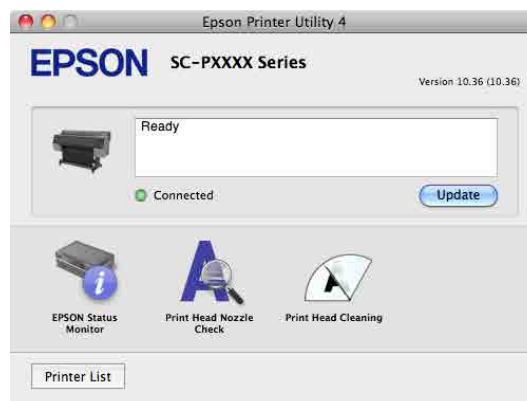 Epson Printer Utility 4
EPSON SC-PXXXX Series
Version 10.36 (10.36)
Ready
Connected
Update
EPSON Status
Monitor
Print Head Nozzle
Check
Print Head Cleaning
Printer List